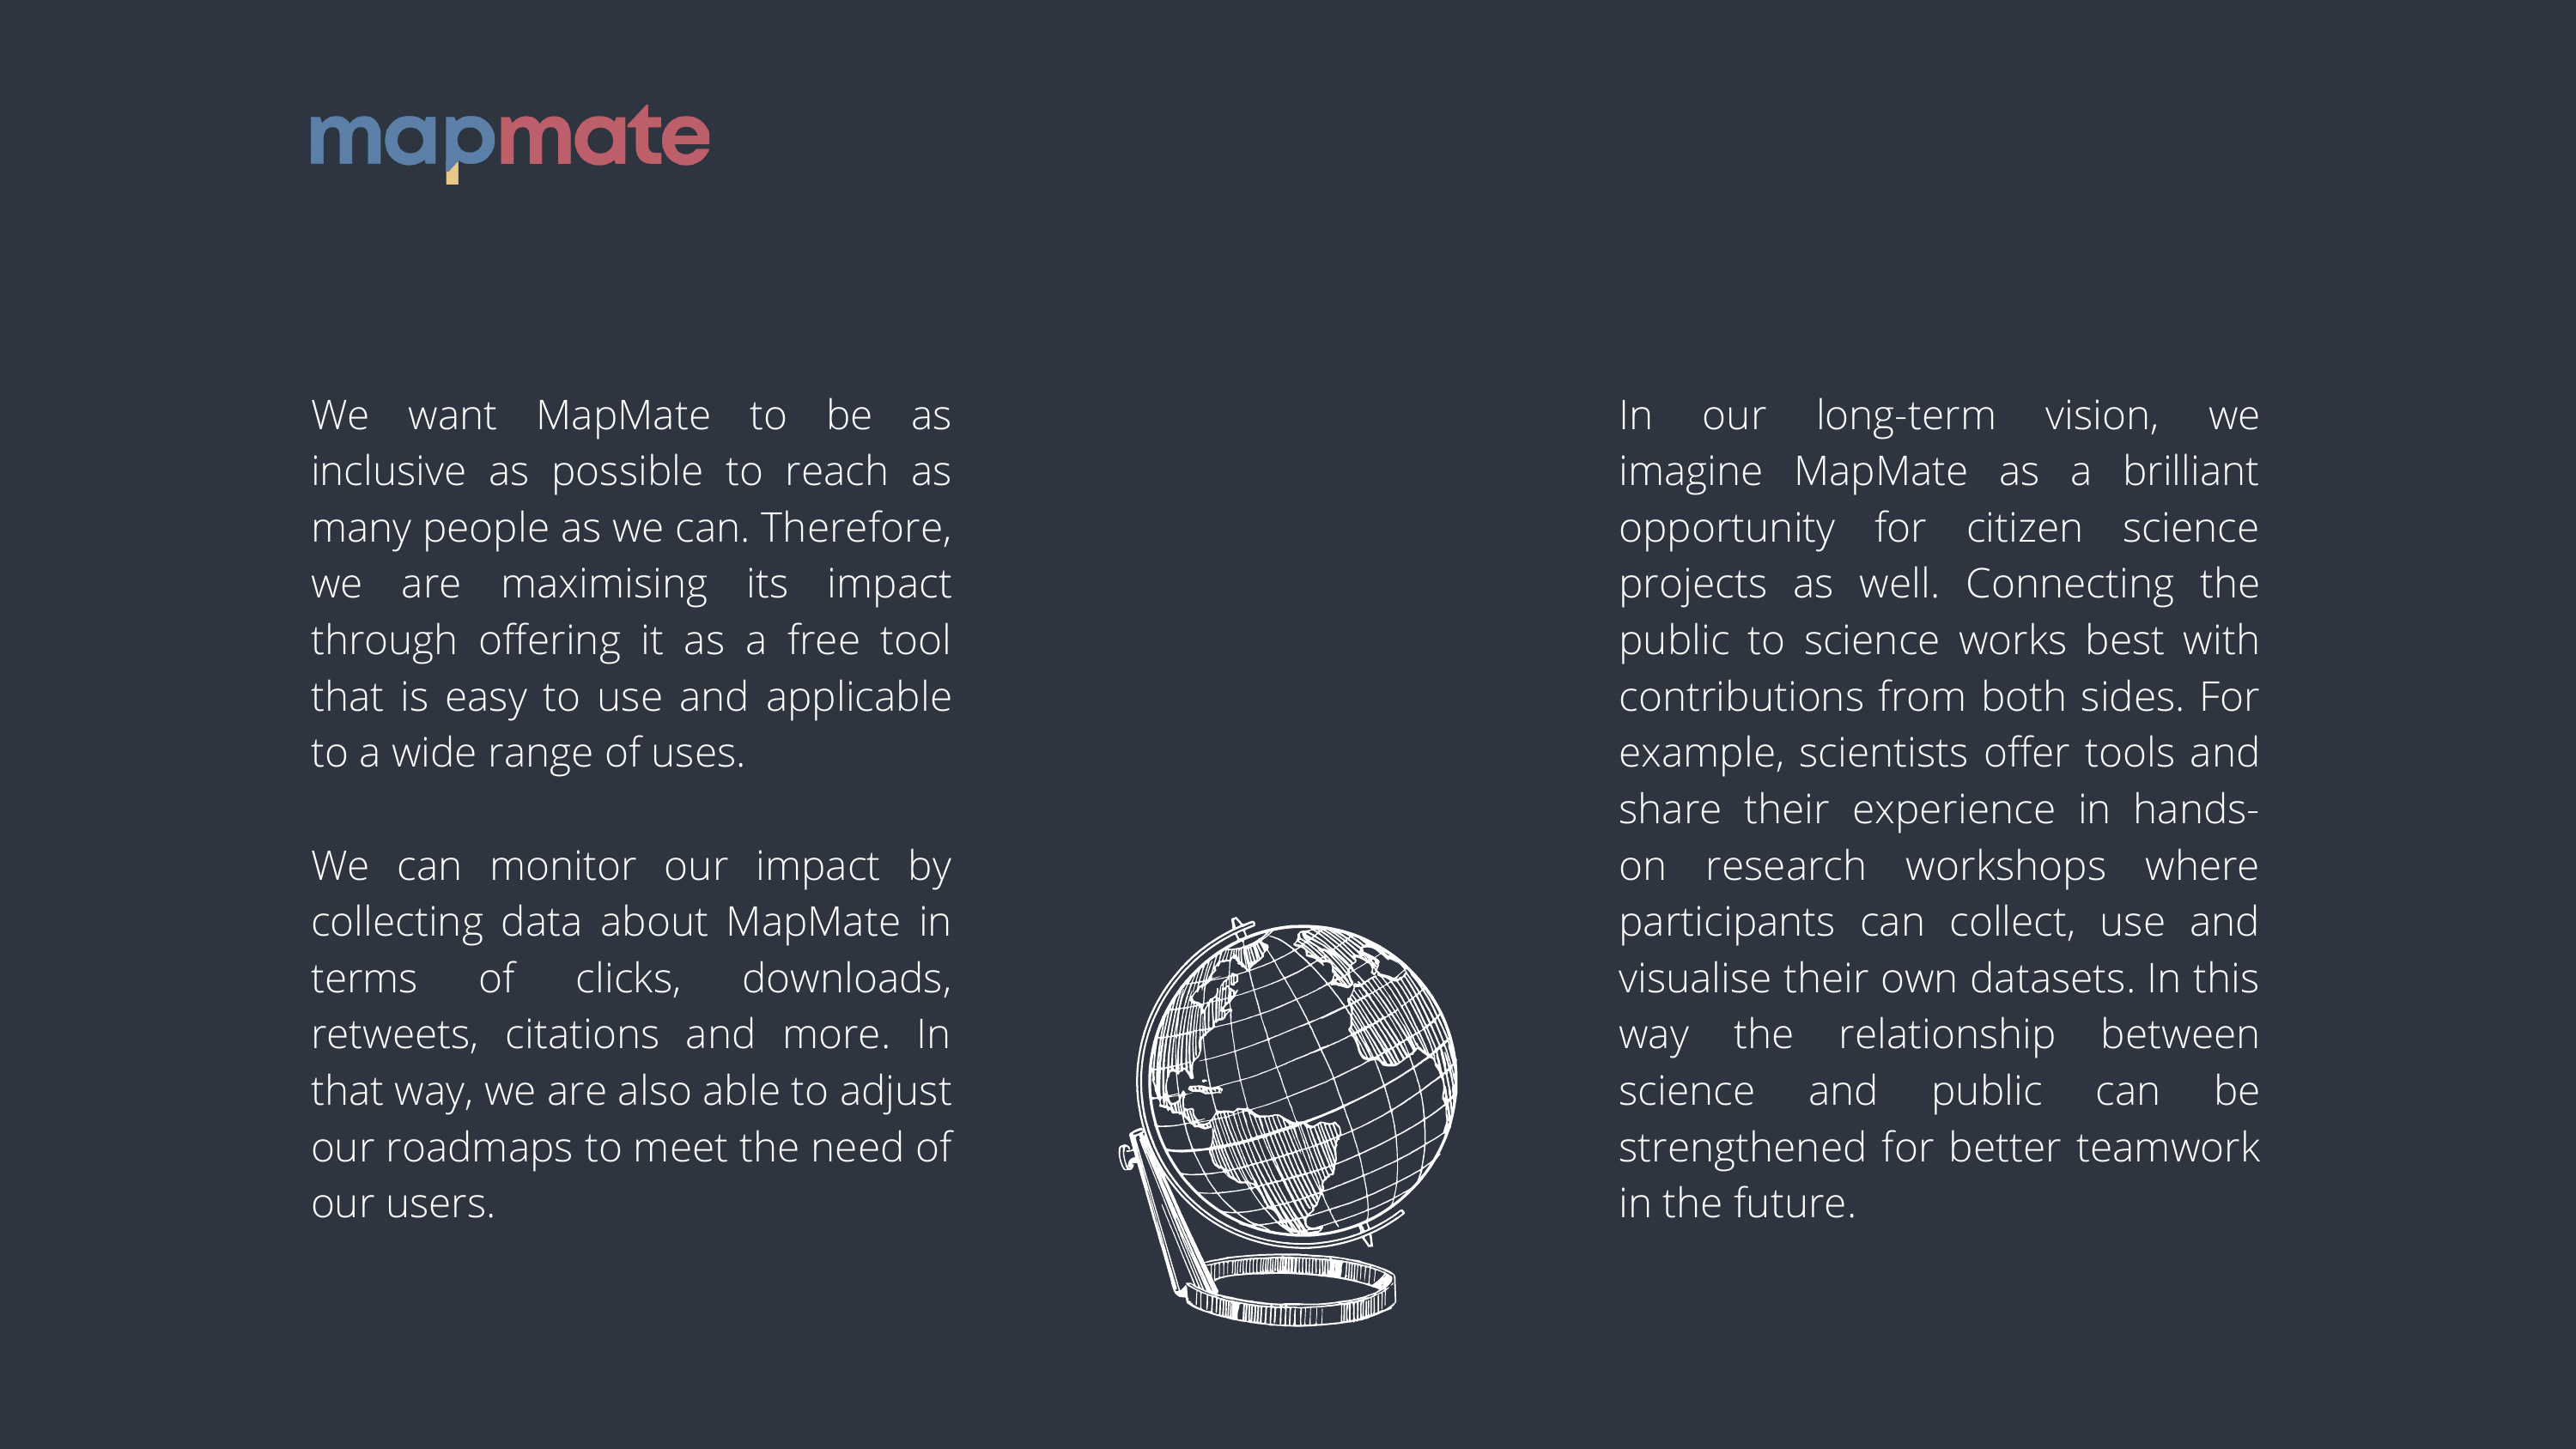 mapmate
We want MapMate to be as
inclusive as possible to reach as
many people as we can. Therefore,
we are maximising its impact
through offering it as a free tool
that is easy to use and applicable
to a wide range of uses.
We can monitor our impact by
collecting data about MapMate in
terms of clicks, downloads,
retweets, citations and more. In
that way, we are also able to adjust
our roadmaps to meet the need of
our users.
In our long-term vision, we
imagine MapMate as a brilliant
opportunity for citizen science
projects as well. Connecting the
public to science works best with
contributions from both sides. For
example, scientists offer tools and
share their experience in hands-
on research workshops where
participants can collect, use and
visualise their own datasets. In this
way the relationship between
science and public can be
strengthened for better teamwork
in the future.